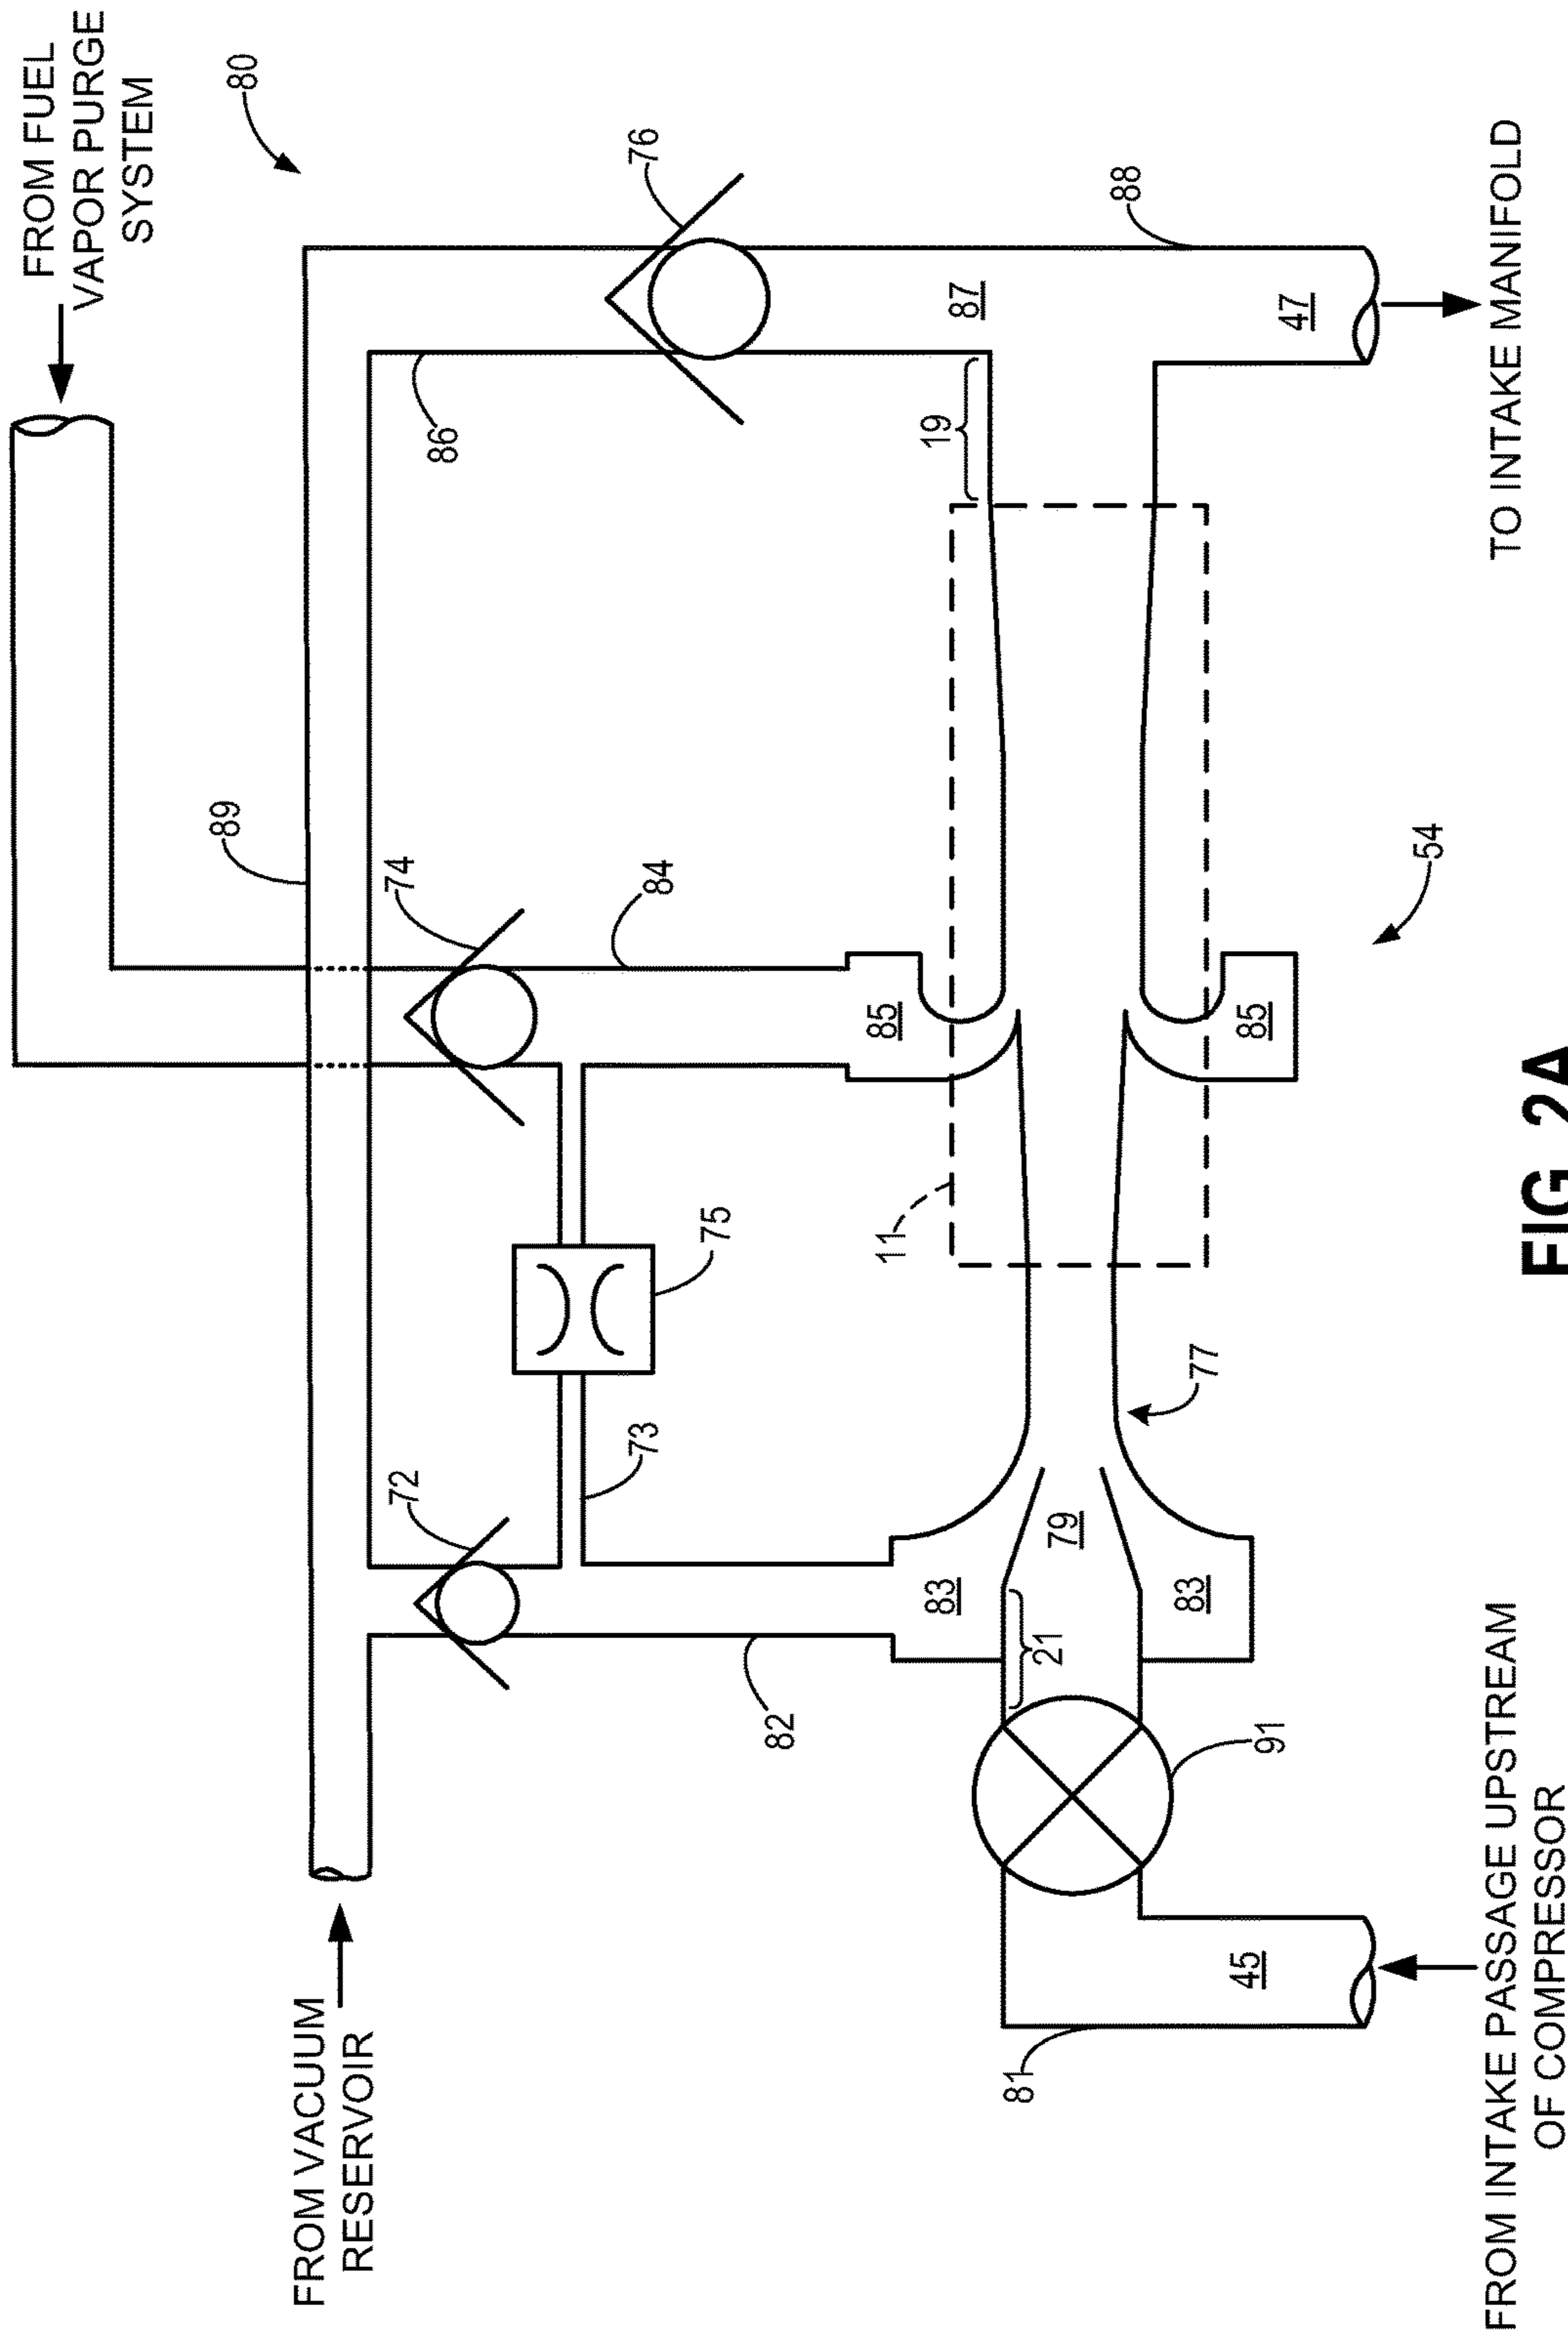 FROM FUEL
VAPOR PURGE
SYSTEM
80
89
FROM VACUUM
RESERVOIR
72
74
86
73
76
84
75
82
85
11
19
83
87
81
21
79
88
83
77
45
85
91
47
54
FROM INTAKE PASSAGE UPSTREAM
OF COMPRESSOR
TO INTAKE MANIFOLD
FIG. 2A